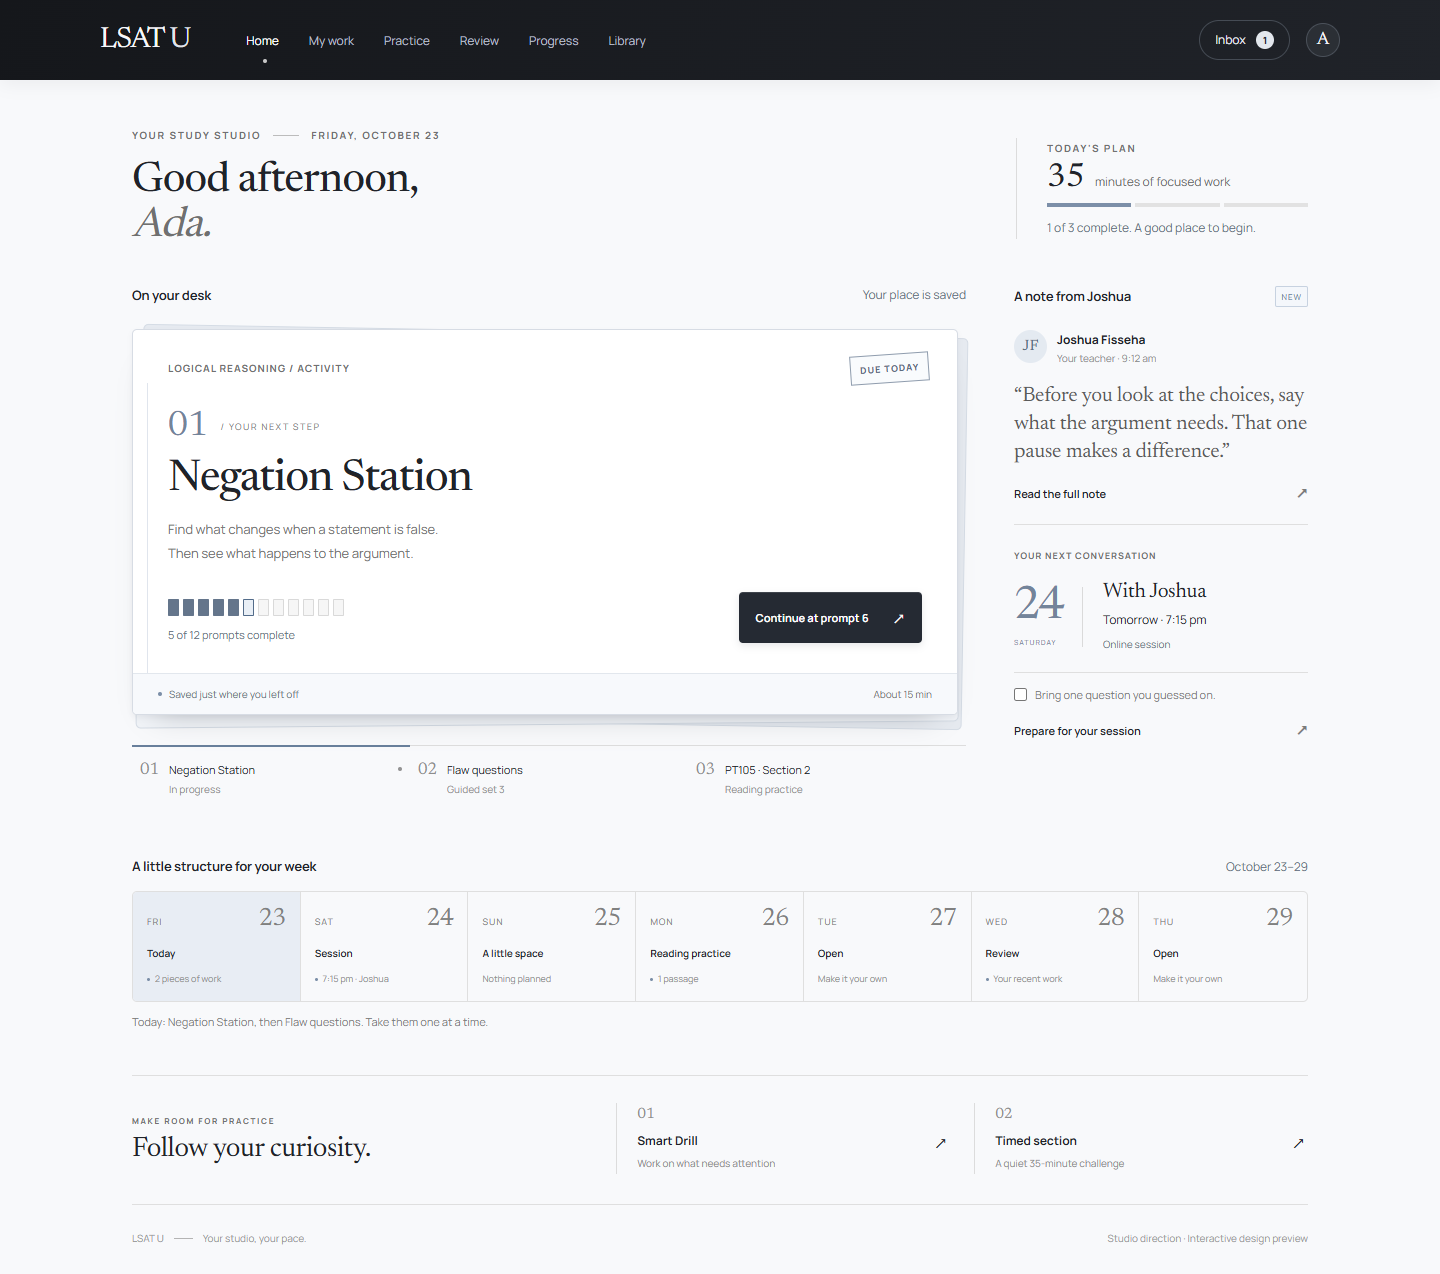 LSAT U
Home
My work
Practice
Review
Progress
Library
Inbox 1
A
YOUR STUDY STUDIO — FRIDAY, OCTOBER 23
Good afternoon,
Ada.
TODAY'S PLAN
35 minutes of focused work
1 of 3 complete. A good place to begin.
On your desk
Your place is saved
LOGICAL READING / ACTIVITY
DUE TODAY
01 / YOUR NEXT STEP
Negation Station
Find what changes when a statement is false.
Then see what happens to the argument.
5 of 12 prompts complete
Continue at prompt 6 ↗
Saved just where you left off
About 15 min
01 Negation Station
In progress
02 Flaw questions
Guided set 3
03 PT105 · Section 2
Reading practice
A note from Joshua
NEW
JF
Joshua Fisseha
Your teacher · 9:12 am
“Before you look at the choices, say
what the argument needs. That one
pause makes a difference.”
Read the full note ↗
YOUR NEXT CONVERSATION
24
SATURDAY
With Joshua
Tomorrow · 7:15 pm
Online session
Bring one question you guessed on.
Prepare for your session ↗
A little structure for your week
October 23–29
FRI 23
Today
• 2 pieces of work
SAT 24
Session
• 7:15 pm · Joshua
SUN 25
A little space
Nothing planned
MON 26
Reading practice
• 1 passage
TUE 27
Open
Make it your own
WED 28
Review
• Your recent work
THU 29
Open
Make it your own
Today: Negation Station, then Flaw questions. Take them one at a time.
MAKE ROOM FOR PRACTICE
Follow your curiosity.
01
Smart Drill ↗
Work on what needs attention
02
Timed section ↗
A quiet 35-minute challenge
LSAT U — Your studio, your pace.
Studio direction · Interactive design preview